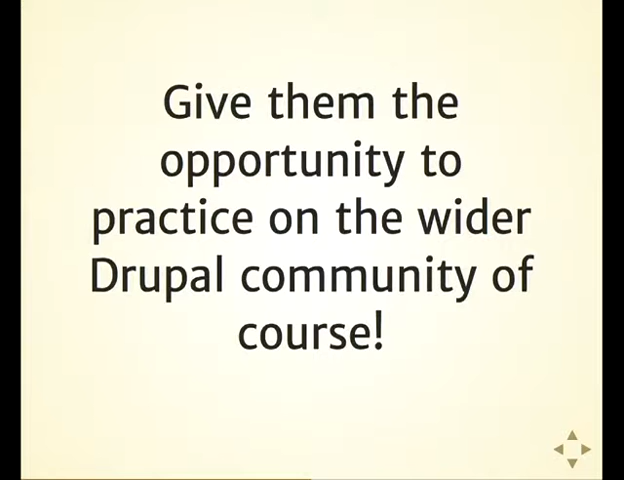 Give them the
opportunity to
practice on the wider
Drupal community of
course!